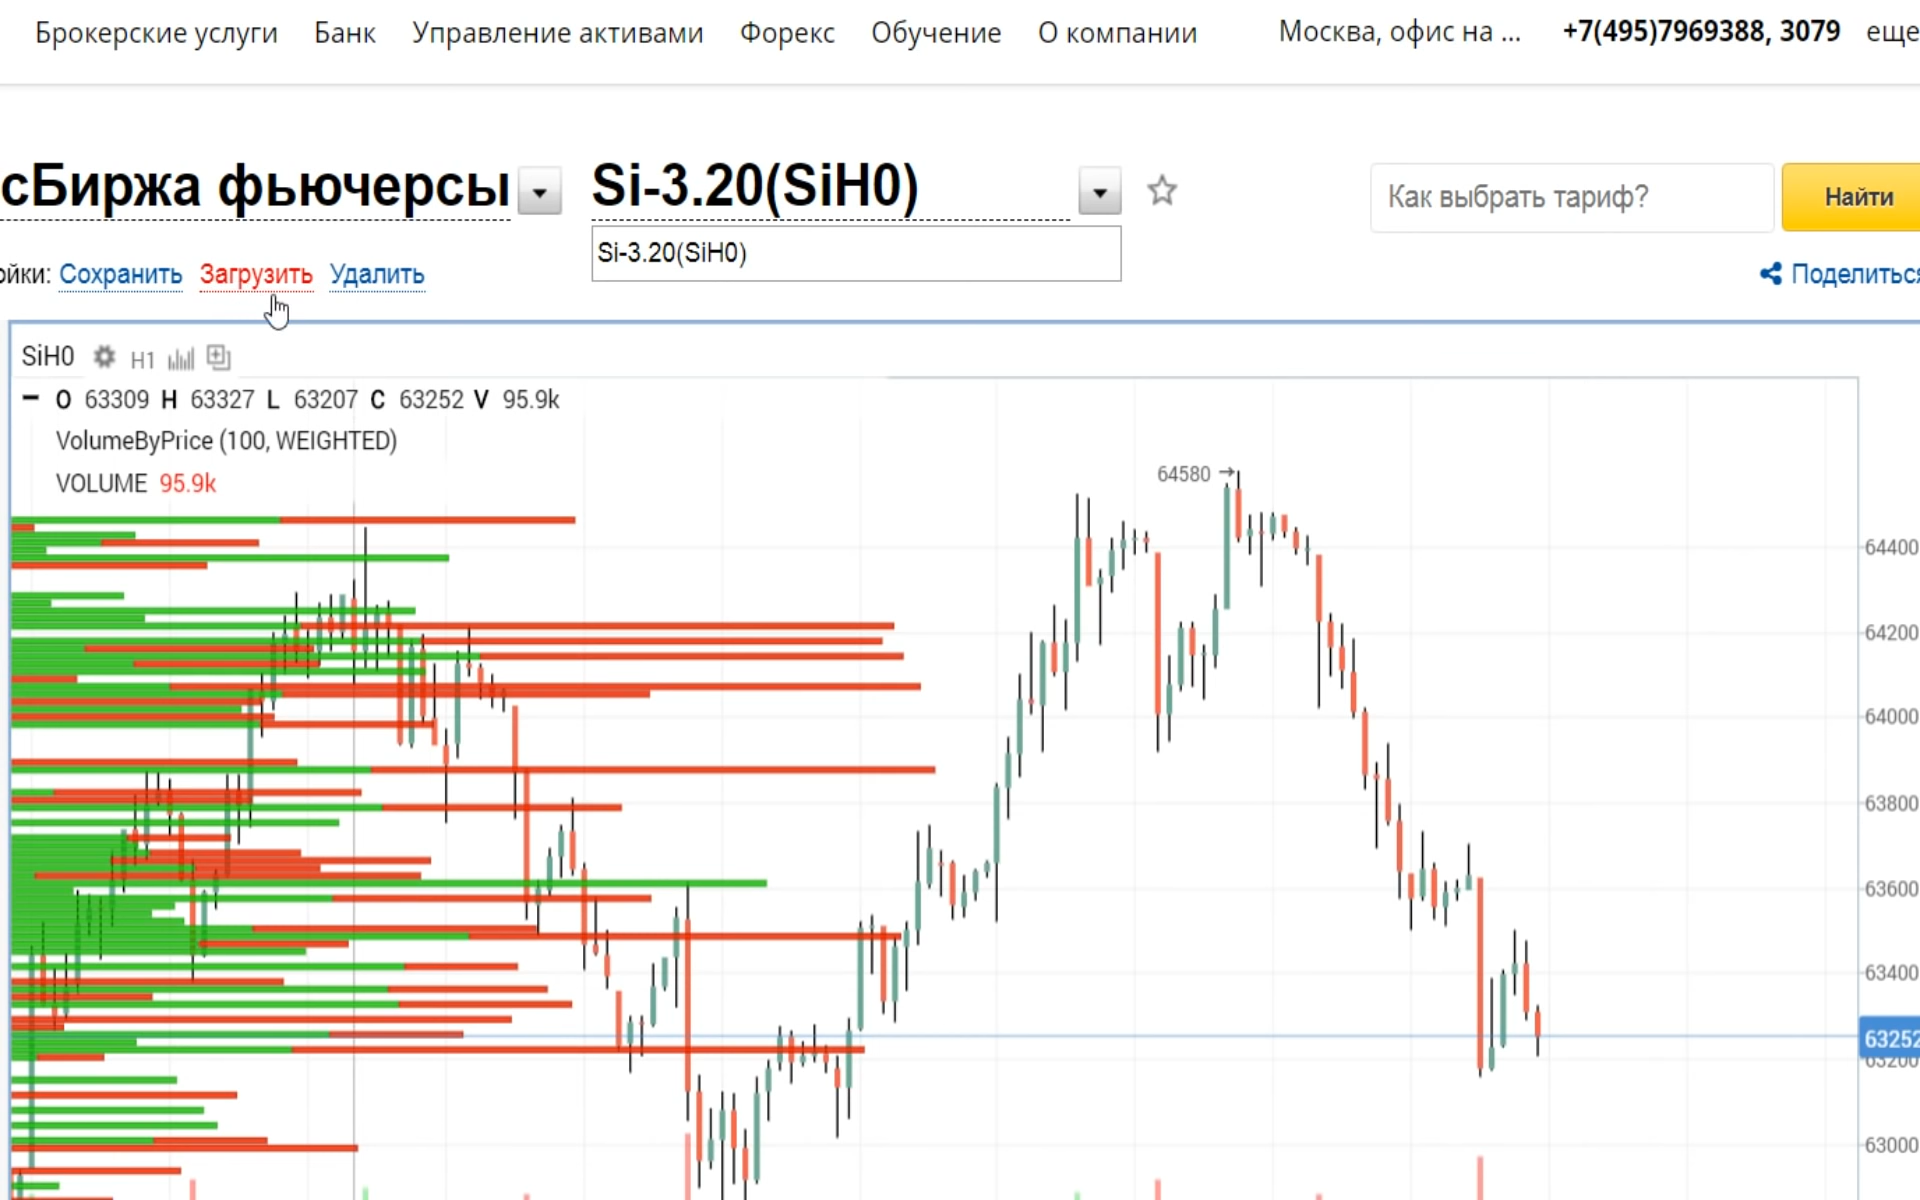 Брокерские услуги Банк Управление активами Форекс Обучение О компании Москва, офис на ... +7(495)7969388, 3079 еще
сБиржа фьючерсы Si-3.20(SiH0) Как выбрать тариф? Найти
Si-3.20(SiH0)
ойки: Сохранить Загрузить Удалить Поделиться
SiH0 H1
O 63309 H 63327 L 63207 C 63252 V 95.9k
VolumeByPrice (100, WEIGHTED)
VOLUME 95.9k
64580
64400
64200
64000
63800
63600
63400
63252
63200
63000